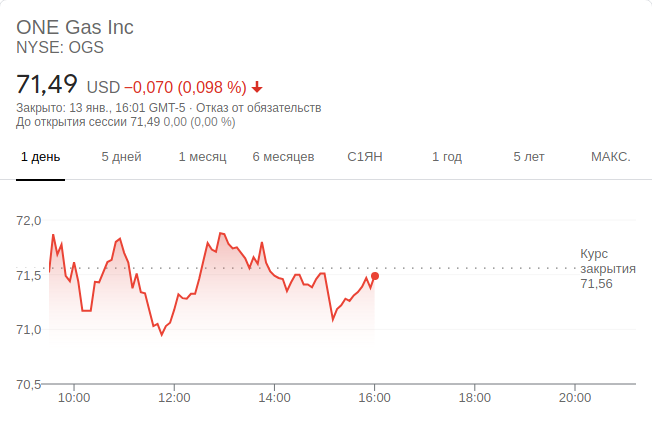 ONE Gas Inc
NYSE: OGS
71,49 USD −0,070 (0,098 %)
Закрыто: 13 янв., 16:01 GMT-5 · Отказ от обязательств
До открытия сессии 71,49 0,00 (0,00 %)
1 день 5 дней 1 месяц 6 месяцев С1ЯН 1 год 5 лет МАКС.
72,0
Курс
закрытия
71,56
71,5
71,0
70,5
10:00 12:00 14:00 16:00 18:00 20:00